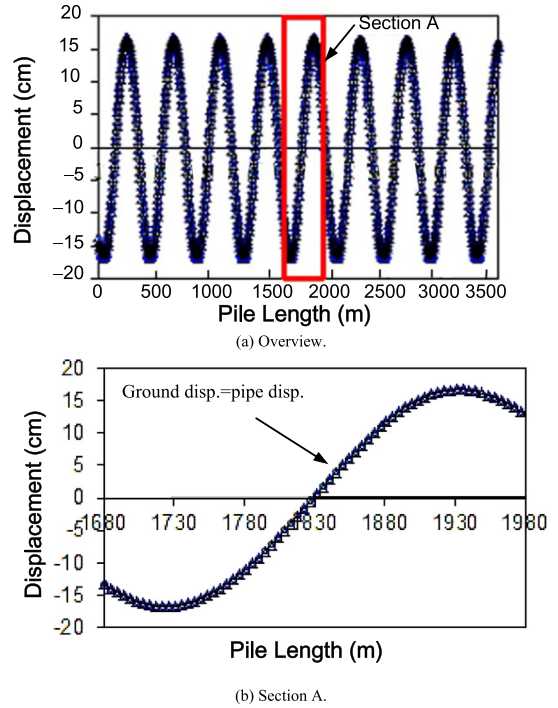 20
15
10
5
0
–5
–10
–15
–20
Displacement (cm)
Section A
0 500 1000 1500 2000 2500 3000 3500
Pile Length (m)
(a) Overview.
20
15
10
5
0
-5
-10
-15
-20
Displacement (cm)
Ground disp.=pipe disp.
1680 1730 1780 1830 1880 1930 1980
Pile Length (m)
(b) Section A.